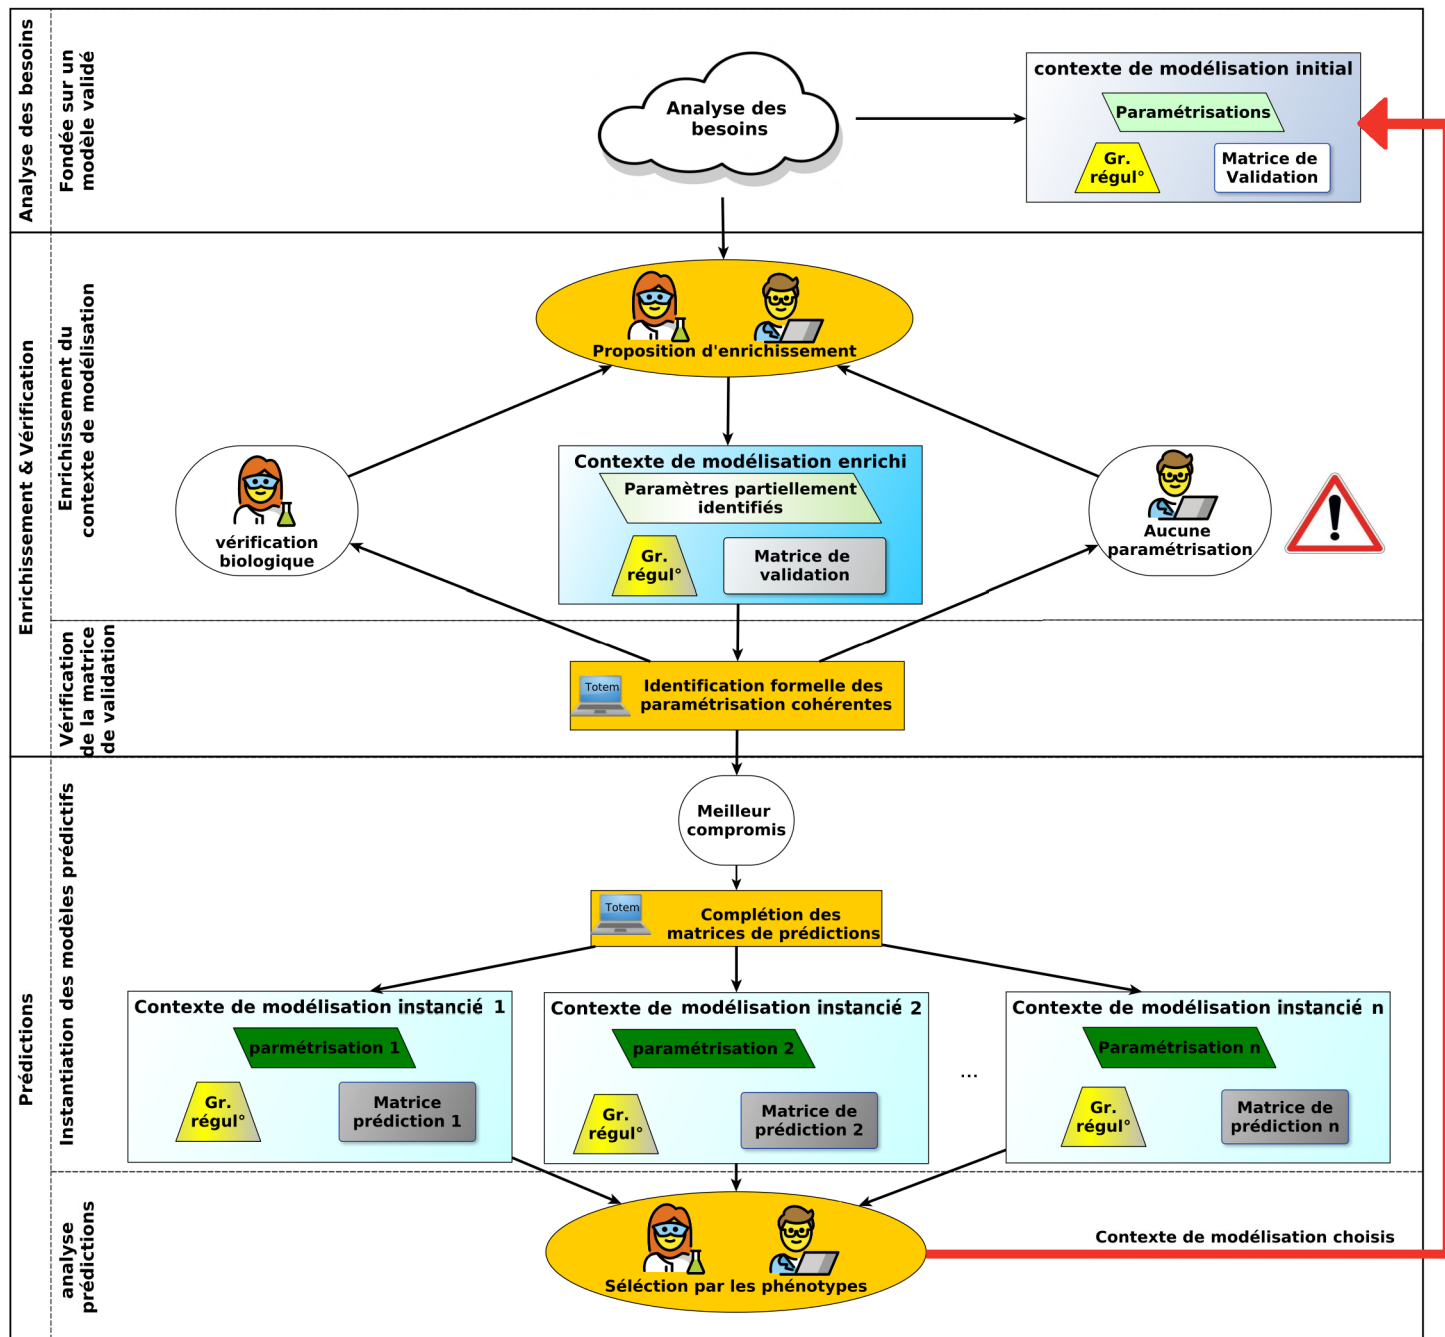 Analyse des besoins
Fondée sur un
modèle validé
Analyse des
besoins
contexte de modélisation initial
Paramétrisations
Gr.
régul°
Matrice de
Validation
Enrichissement & Vérification
Enrichissement du
contexte de modélisation
Proposition d'enrichissement
vérification
biologique
Contexte de modélisation enrichi
Paramètres partiellement
identifiés
Gr.
régul°
Matrice de
validation
Aucune
paramétrisation
!
Vérification
de la matrice
de validation
Totem
Identification formelle des
paramétrisation cohérentes
Prédictions
Instantiation des modèles prédictifs
Meilleur
compromis
Totem
Complétion des
matrices de prédictions
Contexte de modélisation instancié 1
parmétrisation 1
Gr.
régul°
Matrice
prédiction 1
Contexte de modélisation instancié 2
paramétrisation 2
Gr.
régul°
Matrice de
prédiction 2
...
Contexte de modélisation instancié n
Paramétrisation n
Gr.
régul°
Matrice de
prédiction n
analyse
prédictions
Séléction par les phénotypes
Contexte de modélisation choisis